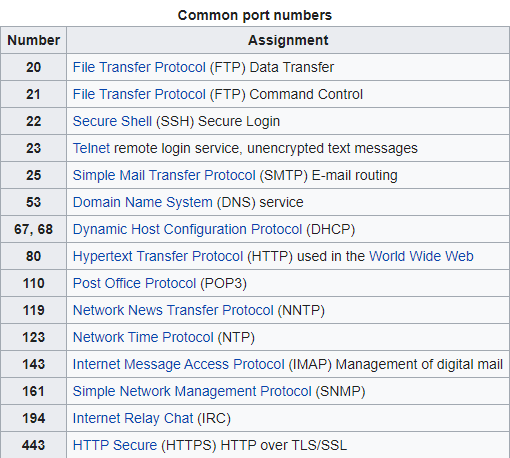 Common port numbers
Number Assignment
20 File Transfer Protocol (FTP) Data Transfer
21 File Transfer Protocol (FTP) Command Control
22 Secure Shell (SSH) Secure Login
23 Telnet remote login service, unencrypted text messages
25 Simple Mail Transfer Protocol (SMTP) E-mail routing
53 Domain Name System (DNS) service
67, 68 Dynamic Host Configuration Protocol (DHCP)
80 Hypertext Transfer Protocol (HTTP) used in the World Wide Web
110 Post Office Protocol (POP3)
119 Network News Transfer Protocol (NNTP)
123 Network Time Protocol (NTP)
143 Internet Message Access Protocol (IMAP) Management of digital mail
161 Simple Network Management Protocol (SNMP)
194 Internet Relay Chat (IRC)
443 HTTP Secure (HTTPS) HTTP over TLS/SSL